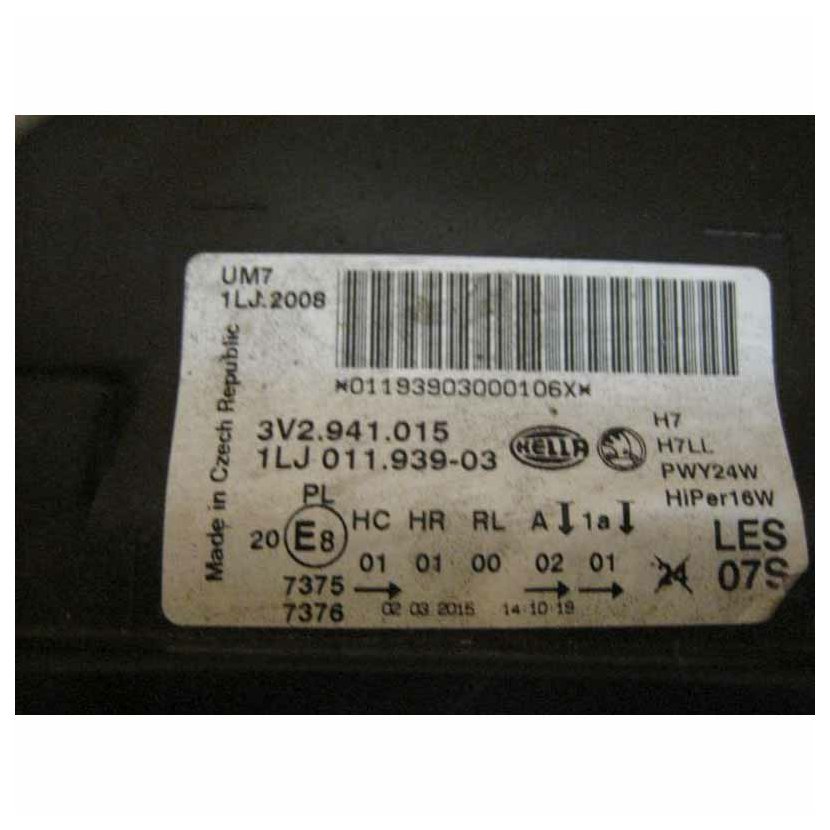 UM7
1LJ.2008
Made in Czech Republic
*01193903000106X*
3V2.941.015
1LJ 011.939-03
HELLA
H7
H7LL
PWY24W
HiPer16W
PL
20 E8 HC HR RL A 1a
01 01 00 02 01
LES
07S
24
7375
7376
02 03 2015 14:10:19